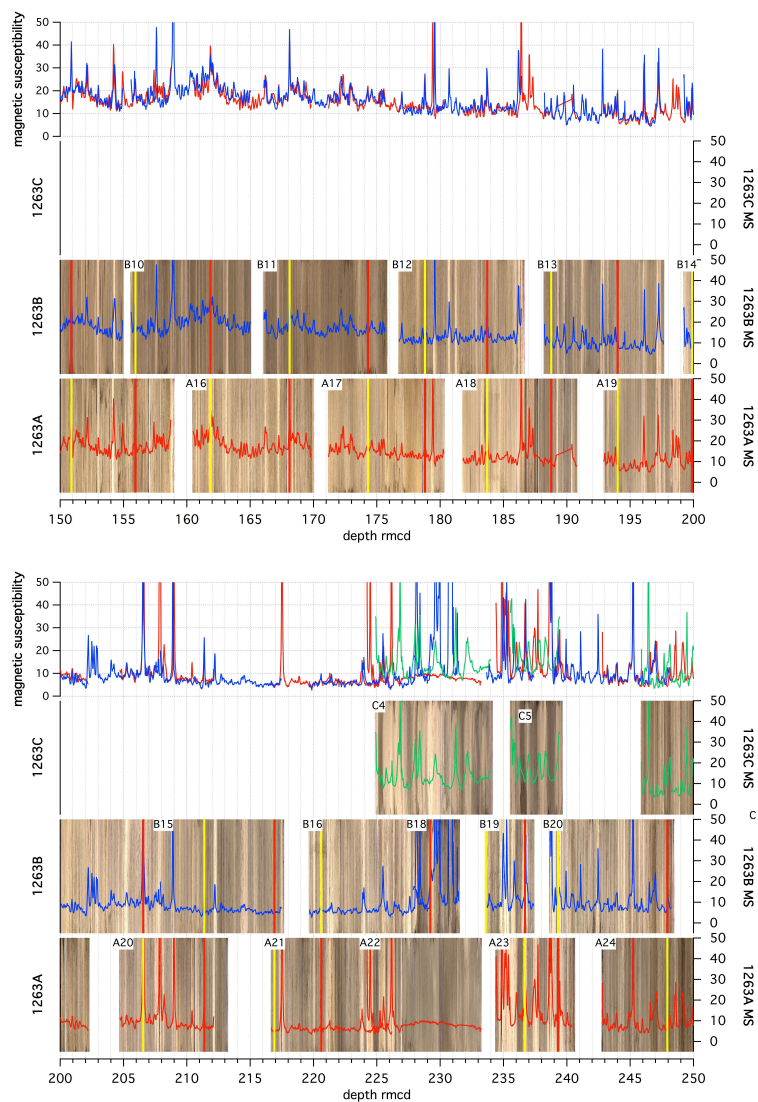 magnetic susceptibility
50
40
30
20
10
0
1263C
50
40
30
20
10
0
1263C MS
B10
B11
B12
B13
B14
1263B
50
40
30
20
10
0
1263B MS
A16
A17
A18
A19
1263A
50
40
30
20
10
0
1263A MS
150 155 160 165 170 175 180 185 190 195 200
depth rmcd
magnetic susceptibility
50
40
30
20
10
0
C4
C5
1263C
50
40
30
20
10
0
1263C MS
C
B15
B16
B18
B19
B20
1263B
50
40
30
20
10
0
1263B MS
A20
A21
A22
A23
A24
1263A
50
40
30
20
10
0
1263A MS
200 205 210 215 220 225 230 235 240 245 250
depth rmcd